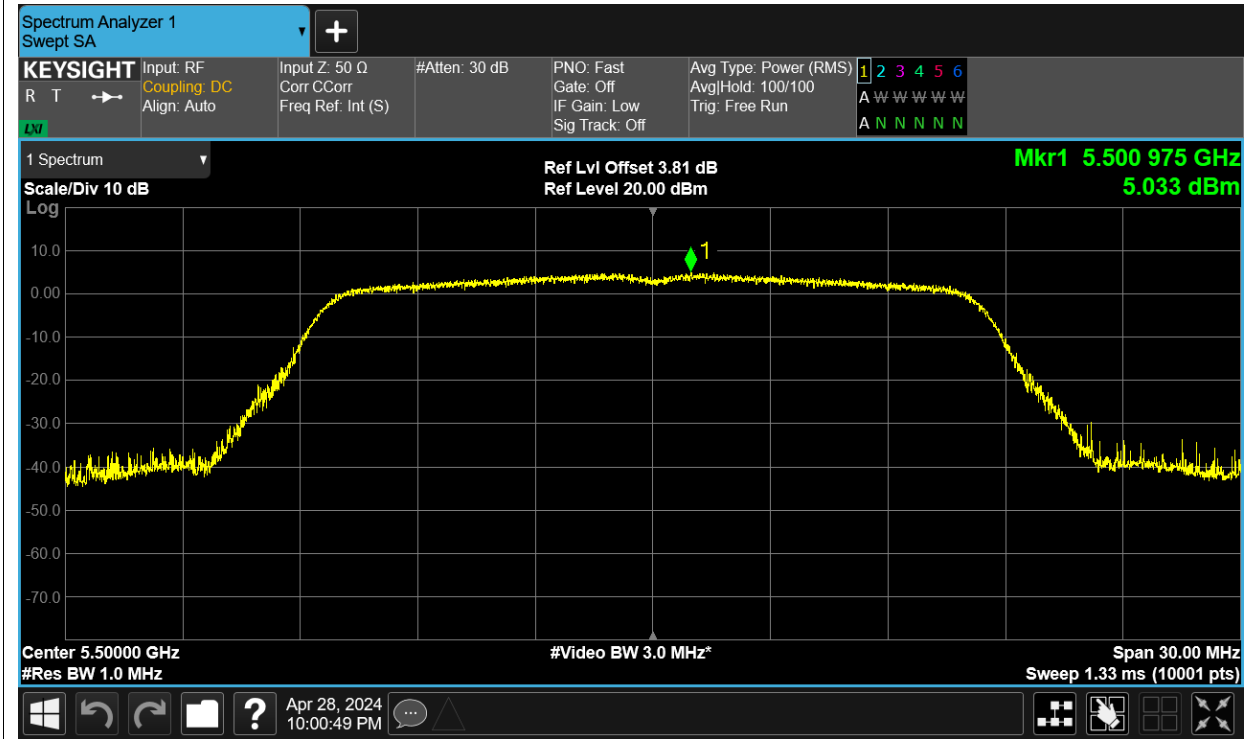 Spectrum Analyzer 1
Swept SA
KEYSIGHT
R T
LXI
Input: RF
Coupling: DC
Align: Auto
Input Z: 50 Ω
Corr CCorr
Freq Ref: Int (S)
#Atten: 30 dB
PNO: Fast
Gate: Off
IF Gain: Low
Sig Track: Off
Avg Type: Power (RMS)
Avg|Hold: 100/100
Trig: Free Run
1 2 3 4 5 6
A W W W W W
A N N N N N
1 Spectrum
Scale/Div 10 dB
Log
Ref Lvl Offset 3.81 dB
Ref Level 20.00 dBm
Mkr1 5.500 975 GHz
5.033 dBm
1
10.0
0.00
-10.0
-20.0
-30.0
-40.0
-50.0
-60.0
-70.0
Center 5.50000 GHz
#Res BW 1.0 MHz
#Video BW 3.0 MHz*
Span 30.00 MHz
Sweep 1.33 ms (10001 pts)
?
Apr 28, 2024
10:00:49 PM